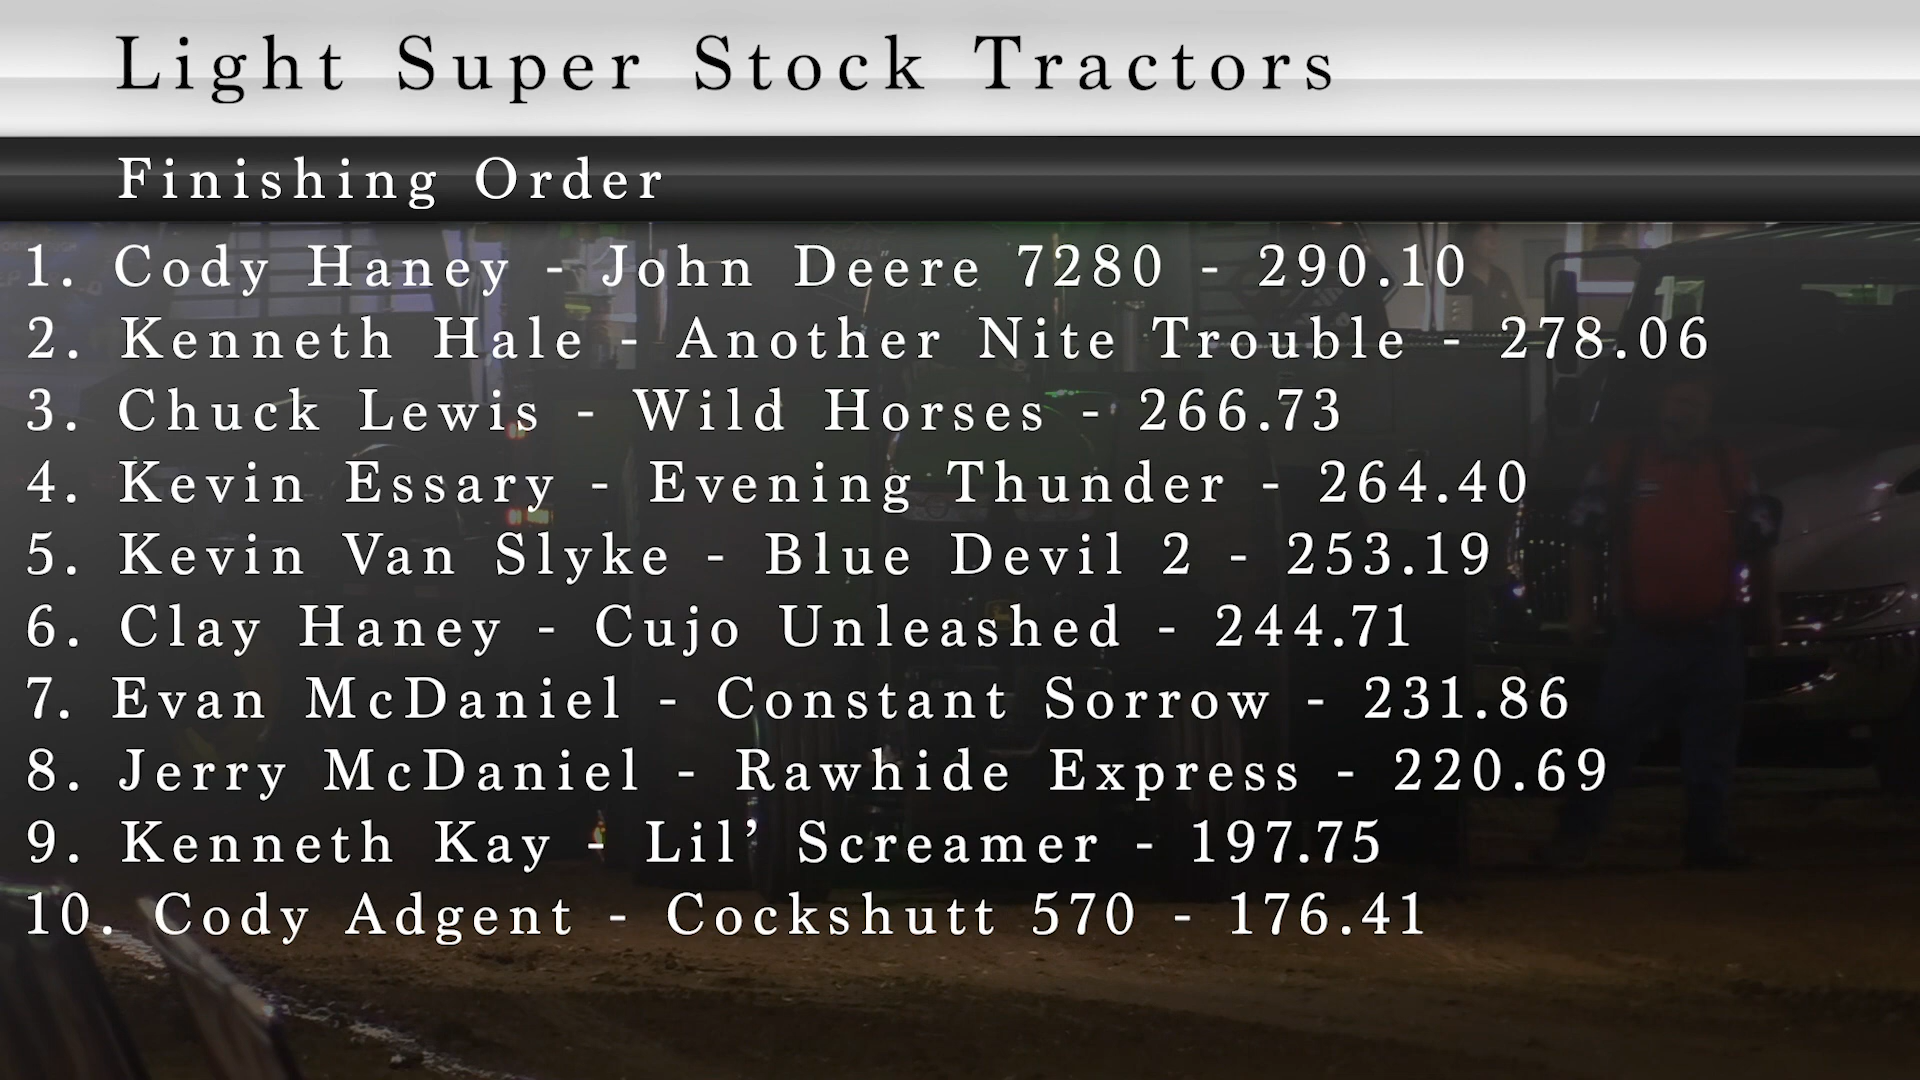 Light Super Stock Tractors
Finishing Order
1. Cody Haney - John Deere 7280 - 290.10
2. Kenneth Hale - Another Nite Trouble - 278.06
3. Chuck Lewis - Wild Horses - 266.73
4. Kevin Essary - Evening Thunder - 264.40
5. Kevin Van Slyke - Blue Devil 2 - 253.19
6. Clay Haney - Cujo Unleashed - 244.71
7. Evan McDaniel - Constant Sorrow - 231.86
8. Jerry McDaniel - Rawhide Express - 220.69
9. Kenneth Kay - Lil’ Screamer - 197.75
10. Cody Adgent - Cockshutt 570 - 176.41